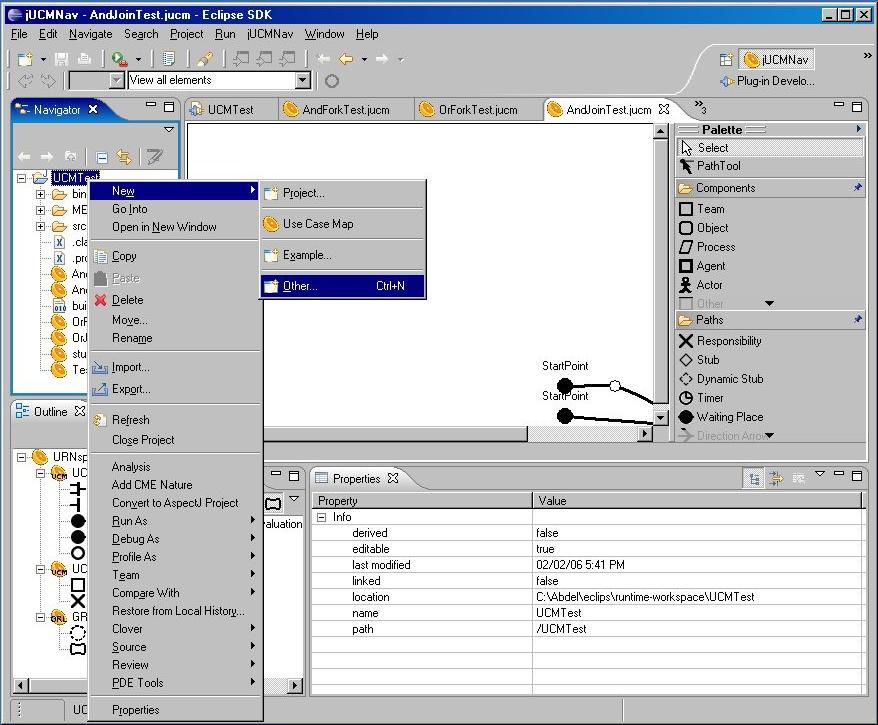 jUCMNav - AndJoinTest.jucm - Eclipse SDK
File Edit Navigate Search Project Run jUCMNav Window Help
jUCMNav
View all elements
Plug-in Develo...
Navigator
UCMTest
AndForkTest.jucm
OrForkTest.jucm
AndJoinTest.jucm
3
UCMTest
bin
ME
src
.cla
.pro
And
And
bui
OrF
OrJ
stu
Tes
New
Go Into
Open in New Window
Copy
Paste
Delete
Move...
Rename
Import...
Export...
Refresh
Close Project
Analysis
Add CME Nature
Convert to AspectJ Project
Run As
Debug As
Profile As
Team
Compare With
Restore from Local History...
Clover
Source
Review
PDE Tools
Properties
Project...
Use Case Map
Example...
Other... Ctrl+N
StartPoint
StartPoint
Palette
Select
PathTool
Components
Team
Object
Process
Agent
Actor
Other
Paths
Responsibility
Stub
Dynamic Stub
Timer
Waiting Place
Direction Arrow
Outline
URNsp
UCM UC
UCM UC
GRL GR
aluation
UC
Properties
Property Value
Info
derived false
editable true
last modified 02/02/06 5:41 PM
linked false
location C:\Abdel\eclips\runtime-workspace\UCMTest
name UCMTest
path /UCMTest